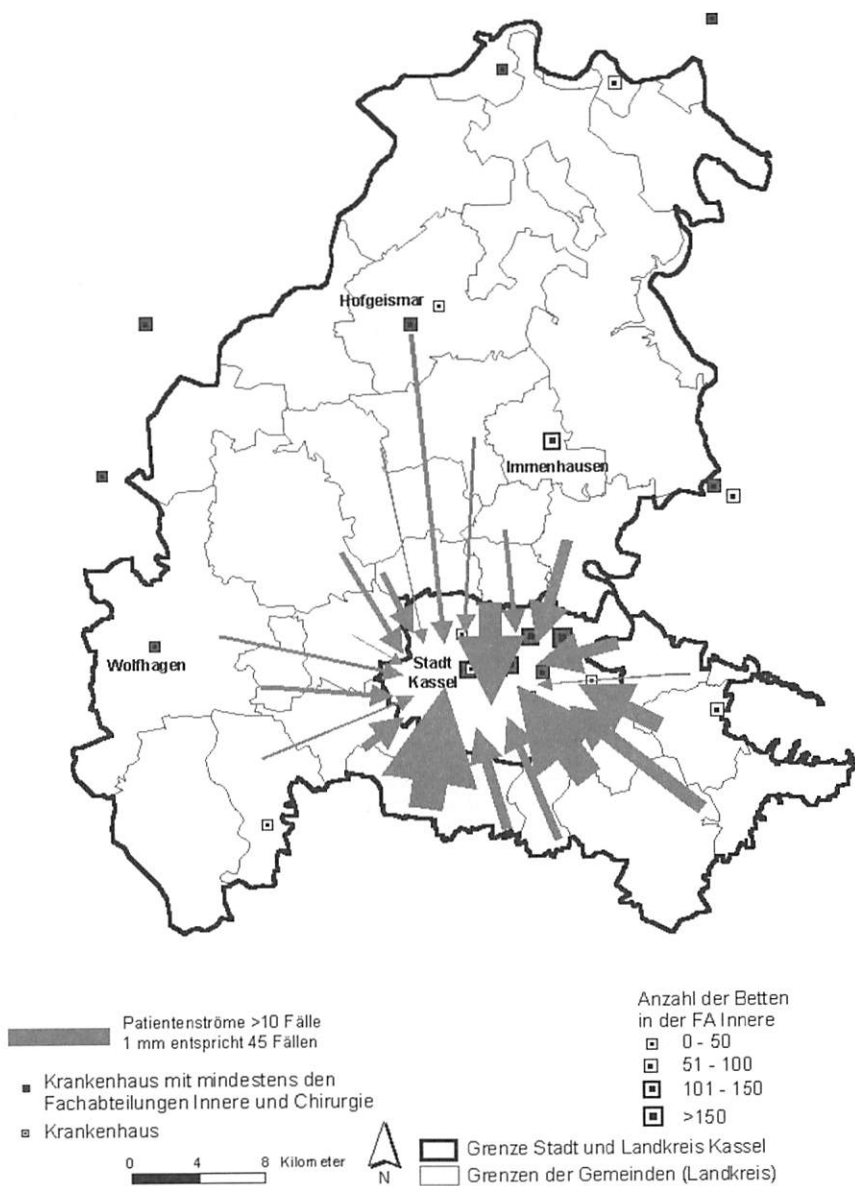 Hofgeismar
Immenhausen
Wolfhagen
Stadt
Kassel
Patientenströme >10 Fälle
1 mm entspricht 45 Fällen
Krankenhaus mit mindestens den
Fachabteilungen Innere und Chirurgie
Krankenhaus
0 4 8 Kilometer
N
Anzahl der Betten
in der FA Innere
0 - 50
51 - 100
101 - 150
>150
Grenze Stadt und Landkreis Kassel
Grenzen der Gemeinden (Landkreis)